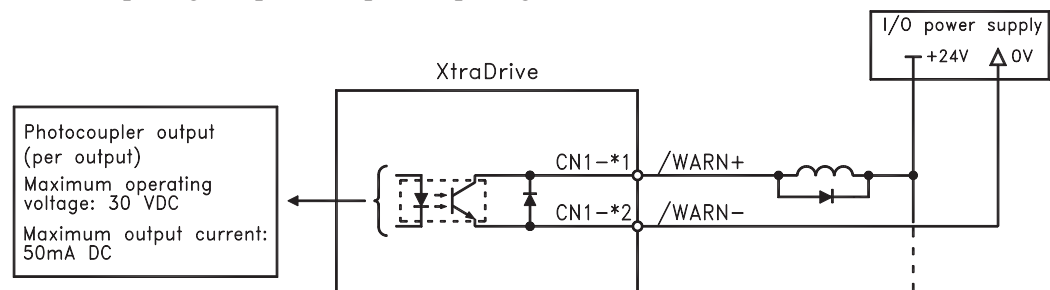 I/O power supply
+24V
0V
XtraDrive
Photocoupler output
(per output)
Maximum operating
voltage: 30 VDC
Maximum output current:
50mA DC
CN1-*1
/WARN+
CN1-*2
/WARN-